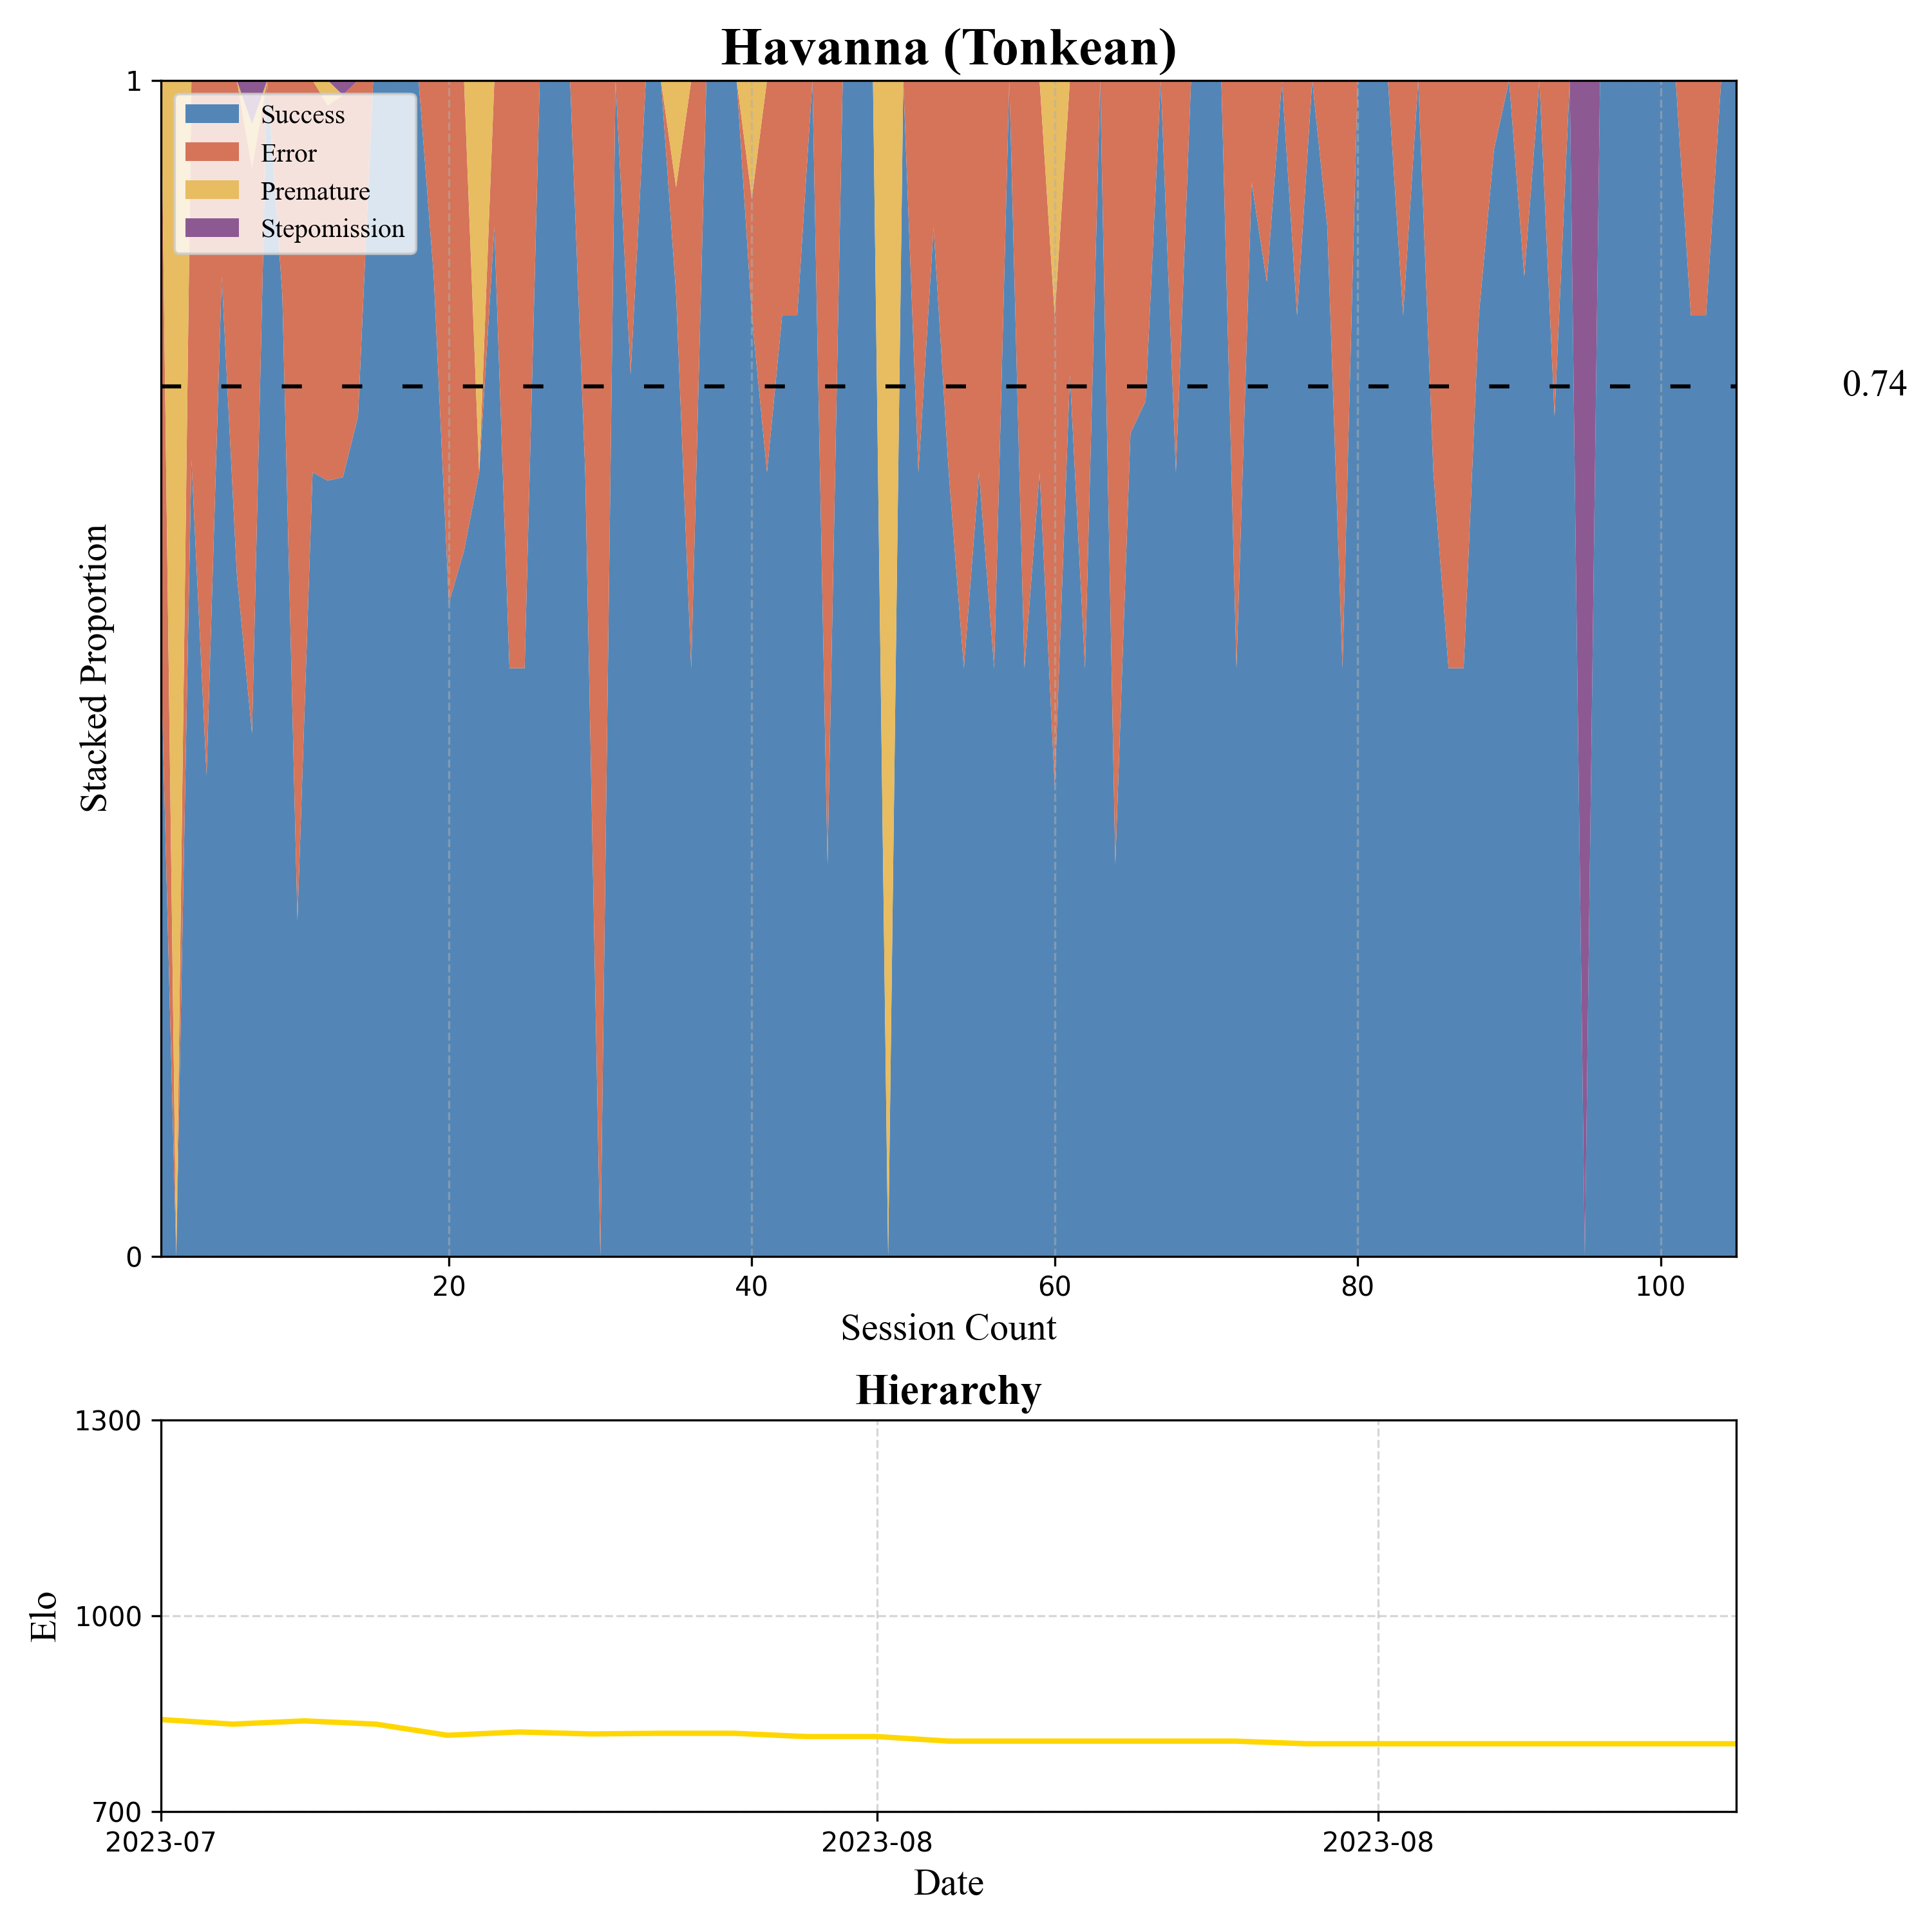 Havanna (Tonkean)
1
Success
Error
Premature
Stepomission
0.74
Stacked Proportion
0
20 40 60 80 100
Session Count
Hierarchy
1300
1000
700
Elo
2023-07 2023-08 2023-08
Date